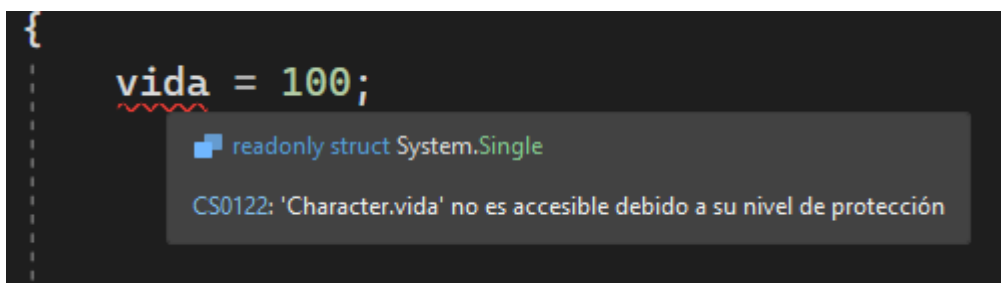 {
vida = 100;
readonly struct System.Single
CS0122: 'Character.vida' no es accesible debido a su nivel de protección